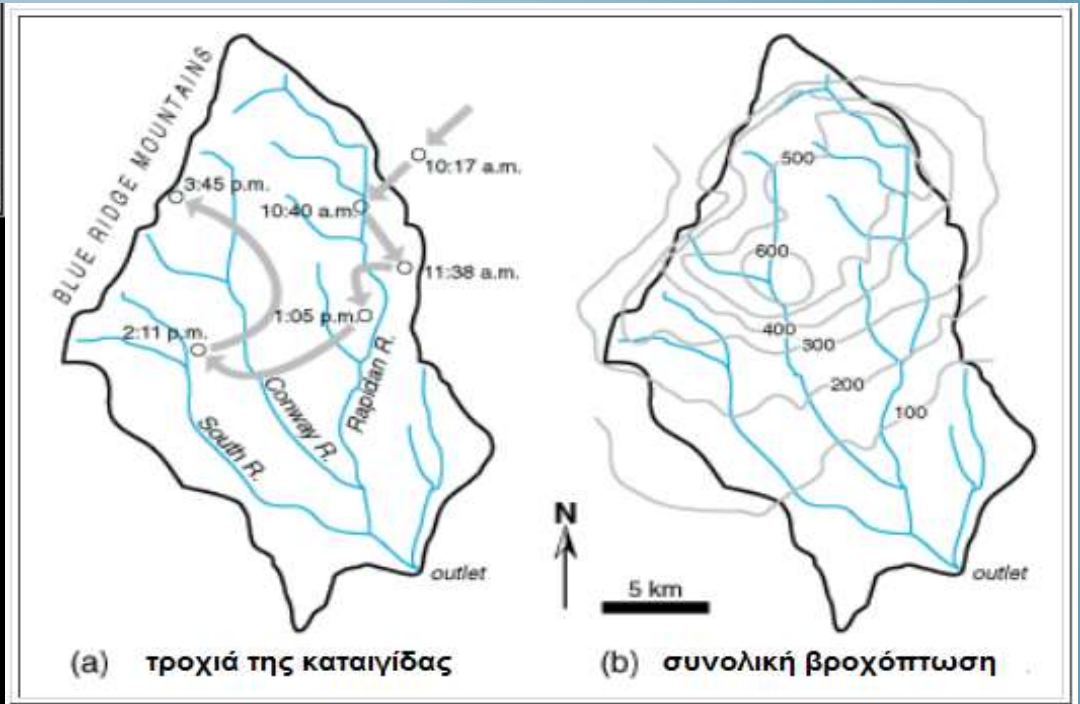 BLUE RIDGE MOUNTAINS
10:17 a.m.
3:45 p.m.
10:40 a.m.
11:38 a.m.
1:05 p.m.
2:11 p.m.
Rapidan R.
Conway R.
South R.
outlet
(a) τροχιά της καταιγίδας
N
5 km
500
600
400
300
200
100
outlet
(b) συνολική βροχόπτωση